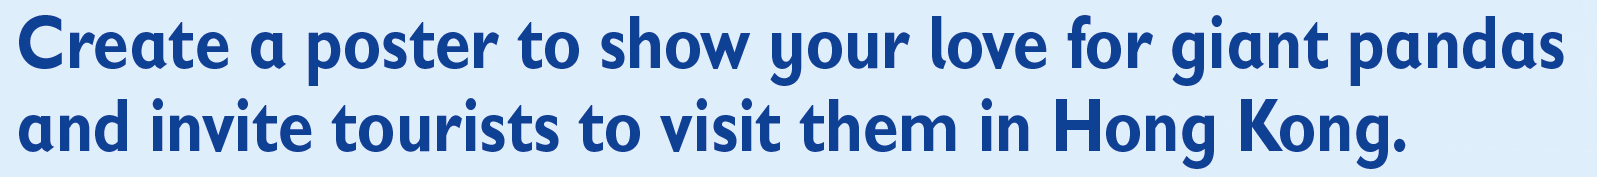 Create a poster to show your love for giant pandas
and invite tourists to visit them in Hong Kong.